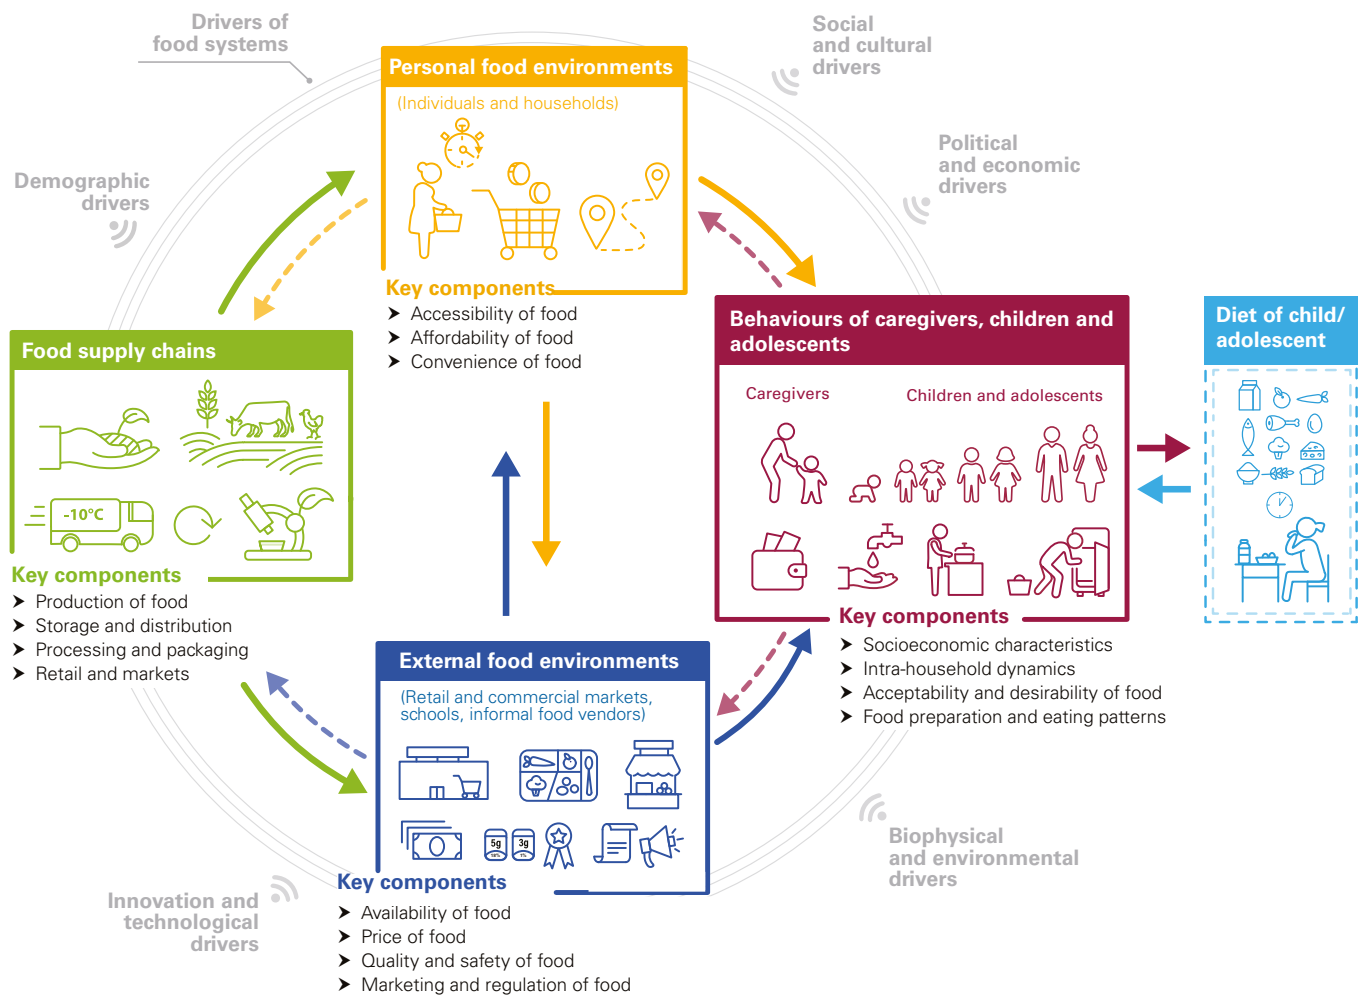 Drivers of
food systems
Social
and cultural
drivers
Personal food environments
(Individuals and households)
Key components
Accessibility of food
Affordability of food
Convenience of food
Political
and economic
drivers
Demographic
drivers
Food supply chains
-10°C
Key components
Production of food
Storage and distribution
Processing and packaging
Retail and markets
Behaviours of caregivers, children and
adolescents
Caregivers
Children and adolescents
Key components
Socioeconomic characteristics
Intra-household dynamics
Acceptability and desirability of food
Food preparation and eating patterns
Diet of child/
adolescent
External food environments
(Retail and commercial markets,
schools, informal food vendors)
5g
3g
Key components
Availability of food
Price of food
Quality and safety of food
Marketing and regulation of food
Biophysical
and environmental
drivers
Innovation and
technological
drivers